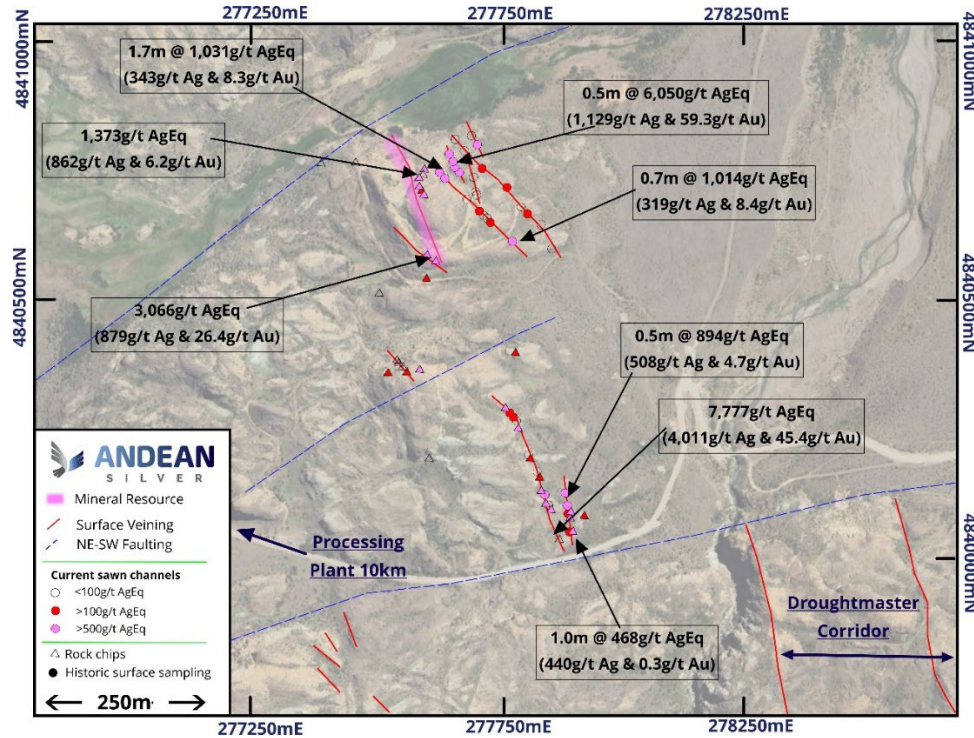 277250mE
277750mE
278250mE
4841000mN
4841000mN
1.7m @ 1,031g/t AgEq
(343g/t Ag & 8.3g/t Au)
0.5m @ 6,050g/t AgEq
(1,129g/t Ag & 59.3g/t Au)
1,373g/t AgEq
(862g/t Ag & 6.2g/t Au)
0.7m @ 1,014g/t AgEq
(319g/t Ag & 8.4g/t Au)
4840500mN
4840500mN
3,066g/t AgEq
(879g/t Ag & 26.4g/t Au)
0.5m @ 894g/t AgEq
(508g/t Ag & 4.7g/t Au)
7,777g/t AgEq
(4,011g/t Ag & 45.4g/t Au)
ANDEAN
SILVER
Mineral Resource
Surface Veining
NE-SW Faulting
Current sawn channels
<100g/t AgEq
>100g/t AgEq
>500g/t AgEq
Rock chips
Historic surface sampling
250m
Processing
Plant 10km
4840000mN
Droughtmaster
Corridor
1.0m @ 468g/t AgEq
(440g/t Ag & 0.3g/t Au)
277250mE
277750mE
278250mE